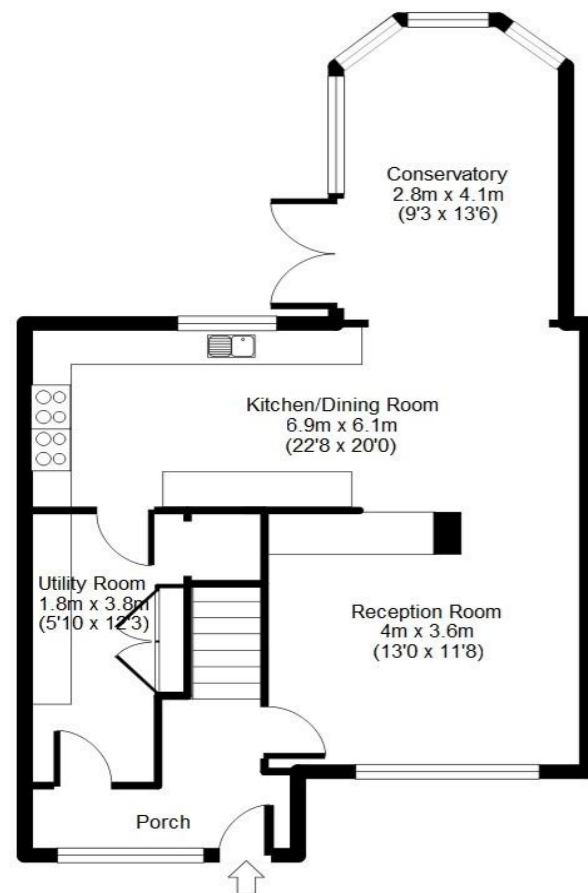 Conservatory
2.8m x 4.1m
(9'3 x 13'6)
Kitchen/Dining Room
6.9m x 6.1m
(22'8 x 20'0)
Utility Room
1.8m x 3.8m
(5'10 x 12'3)
Reception Room
4m x 3.6m
(13'0 x 11'8)
Porch